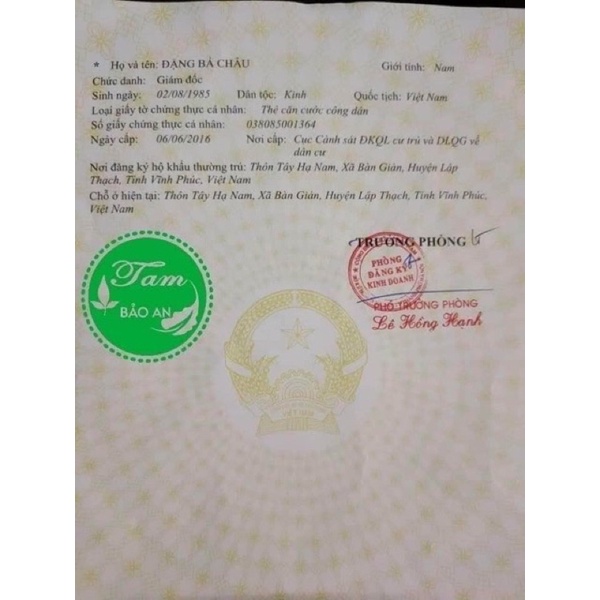 * Họ và tên: ĐẶNG BÁ CHÂU Giới tính: Nam
Chức danh: Giám đốc
Sinh ngày: 02/08/1985 Dân tộc: Kinh Quốc tịch: Việt Nam
Loại giấy tờ chứng thực cá nhân: Thẻ căn cước công dân
Số giấy chứng thực cá nhân: 038085001364
Ngày cấp: 06/06/2016 Nơi cấp: Cục Cảnh sát ĐKQL cư trú và DLQG về
dân cư
Nơi đăng ký hộ khẩu thường trú: Thôn Tây Hạ Nam, Xã Bàn Giản, Huyện Lập
Thạch, Tỉnh Vĩnh Phúc, Việt Nam
Chỗ ở hiện tại: Thôn Tây Hạ Nam, Xã Bàn Giản, Huyện Lập Thạch, Tỉnh Vĩnh Phúc,
Việt Nam
TRƯỞNG PHÒNG
PHÒNG
ĐĂNG KÝ
KINH DOANH
PHÓ TRƯỞNG PHÒNG
Lê Hồng Hạnh
Tam
BẢO AN